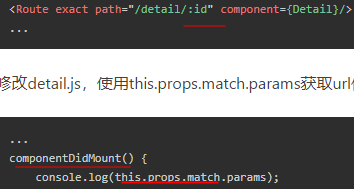 <Route exact path="/detail/:id" component={Detail}/>
...
修改detail.js，使用this.props.match.params获取url
...
componentDidMount() {
console.log(this.props.match.params);